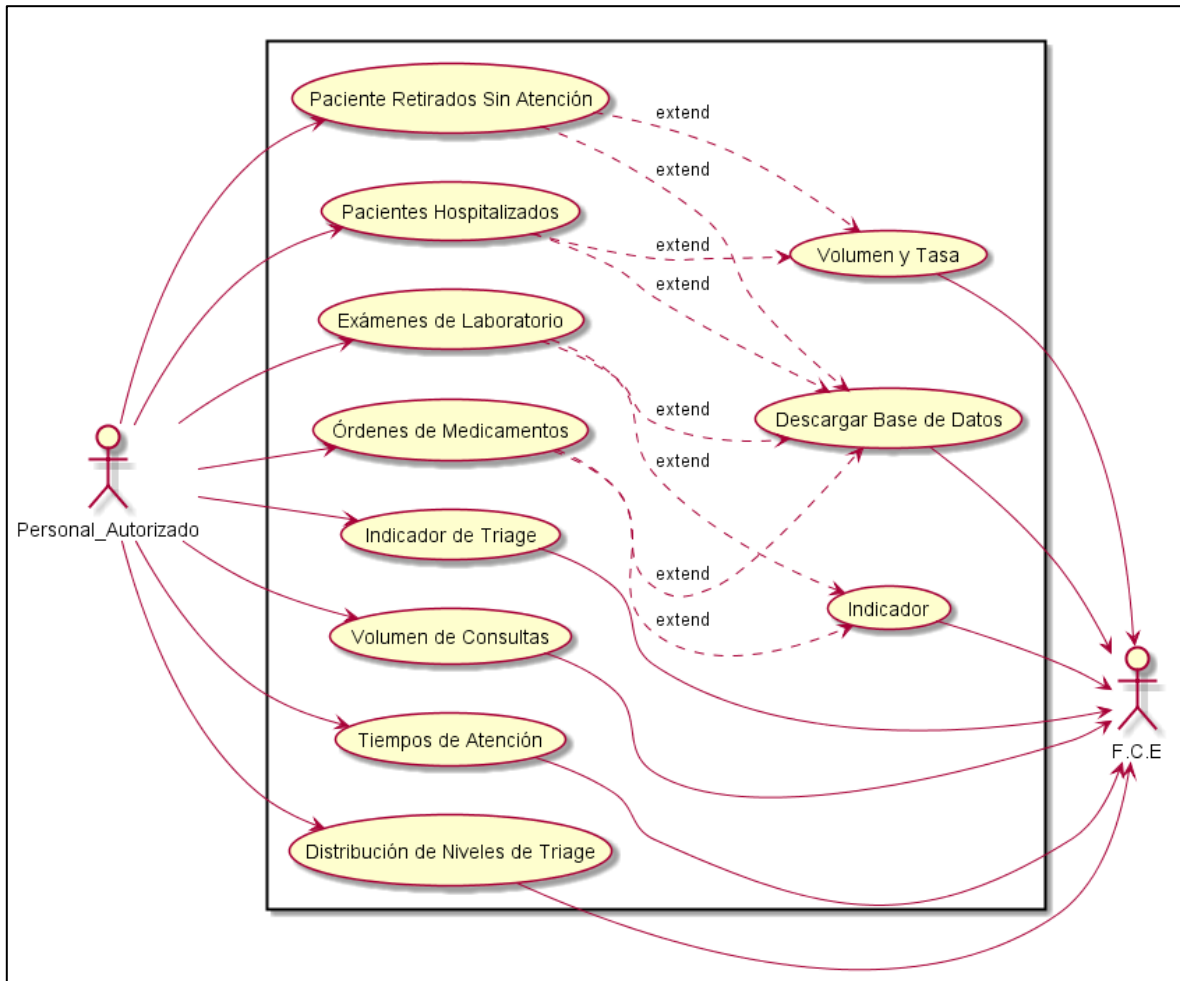 Paciente Retirados Sin Atención
extend
extend
Pacientes Hospitalizados
extend
Volumen y Tasa
extend
Exámenes de Laboratorio
extend
Descargar Base de Datos
Órdenes de Medicamentos
extend
Personal_Autorizado
Indicador de Triage
extend
Indicador
extend
Volumen de Consultas
Tiempos de Atención
F.C.E
Distribución de Niveles de Triage